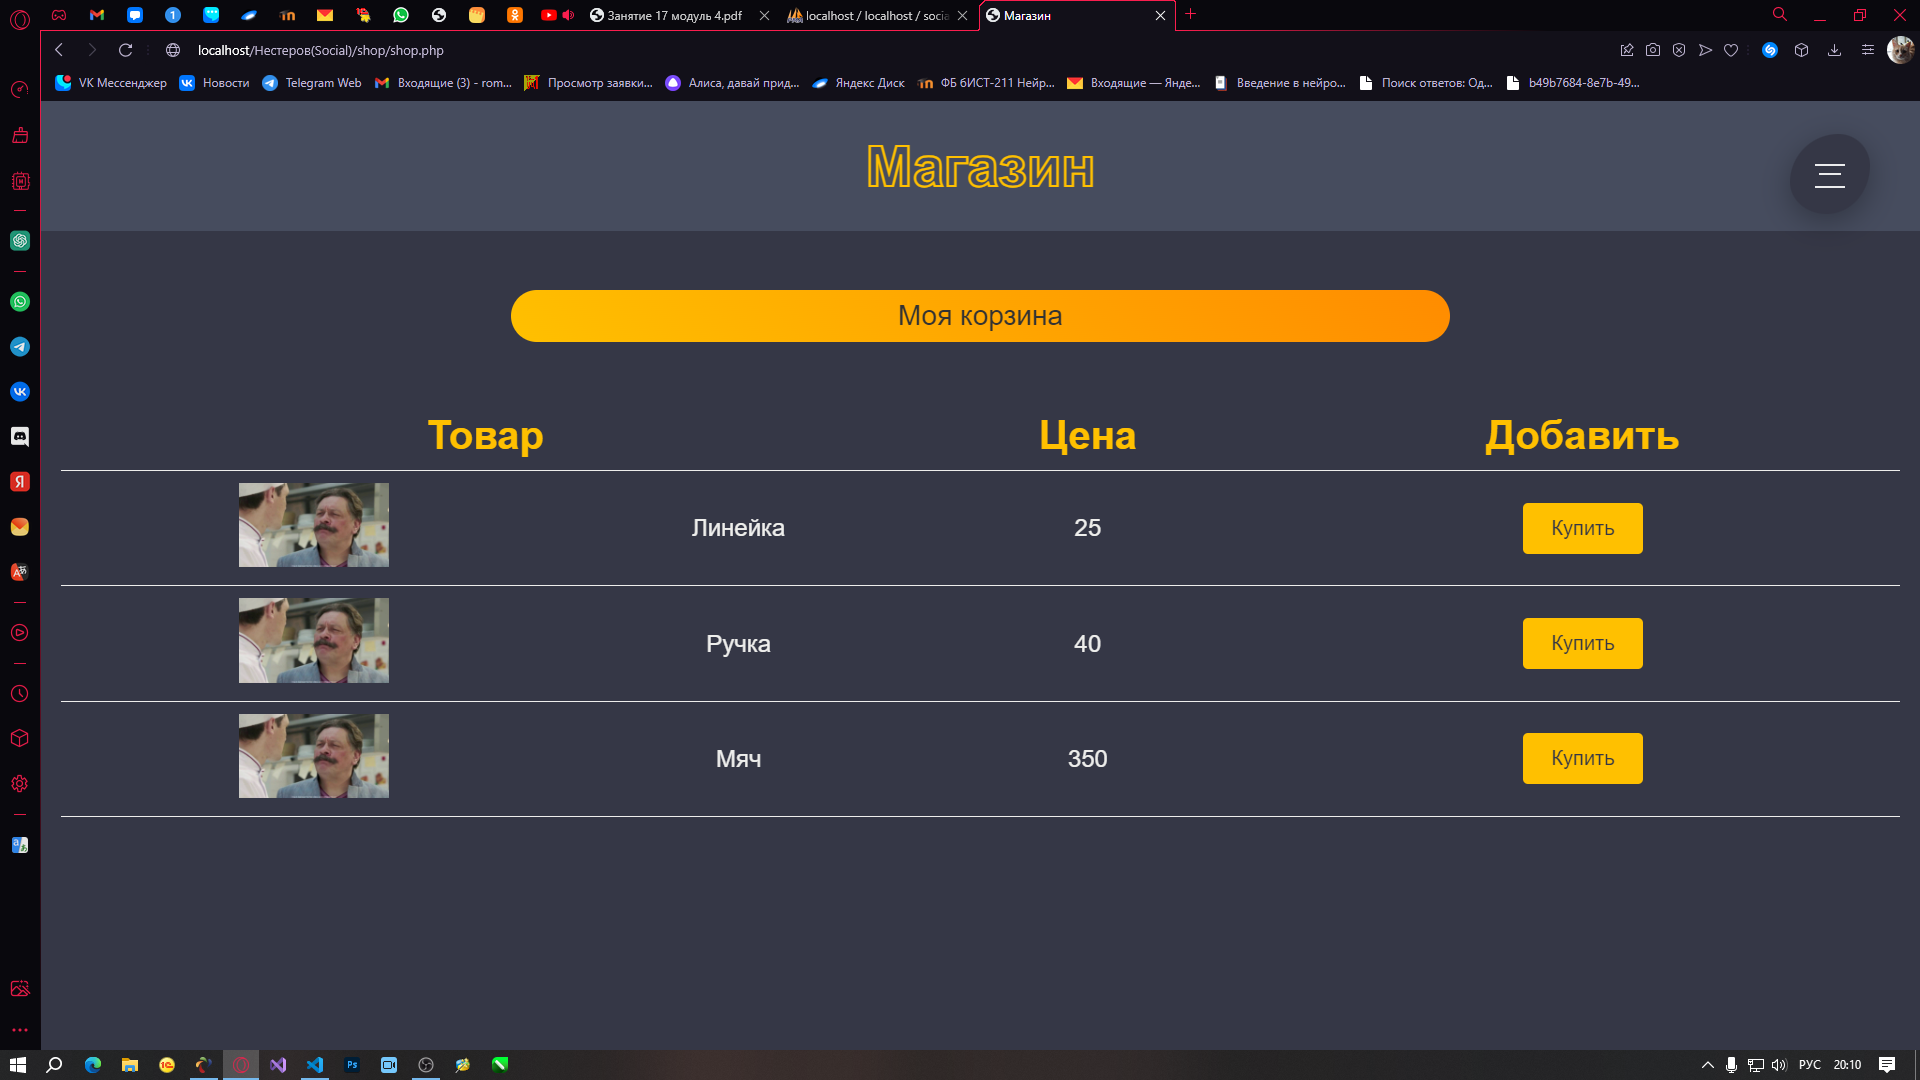 Занятие 17 модуль 4.pdf
localhost / localhost / socia
Магазин
localhost/Нестеров(Social)/shop/shop.php
VK Мессенджер
Новости
Telegram Web
Входящие (3) - rom...
Просмотр заявки...
Алиса, давай прид...
Яндекс Диск
ФБ бИСТ-211 Нейр...
Входящие — Янде...
Введение в нейро...
Поиск ответов: Од...
b49b7684-8e7b-49...
Магазин
Моя корзина
Товар Цена Добавить
Линейка 25 Купить
Ручка 40 Купить
Мяч 350 Купить
РУС 20:10